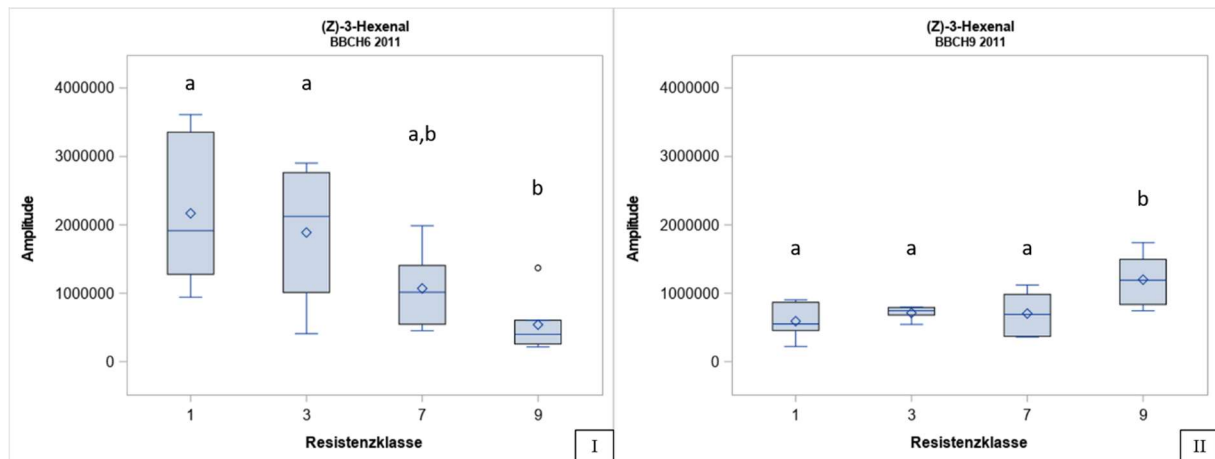 (Z)-3-Hexenal
BBCH6 2011
4000000
3000000
2000000
1000000
0
Amplitude
a
a
a,b
b
1
3
7
9
Resistenzklasse
I
(Z)-3-Hexenal
BBCH9 2011
4000000
3000000
2000000
1000000
0
Amplitude
a
a
a
b
1
3
7
9
Resistenzklasse
II